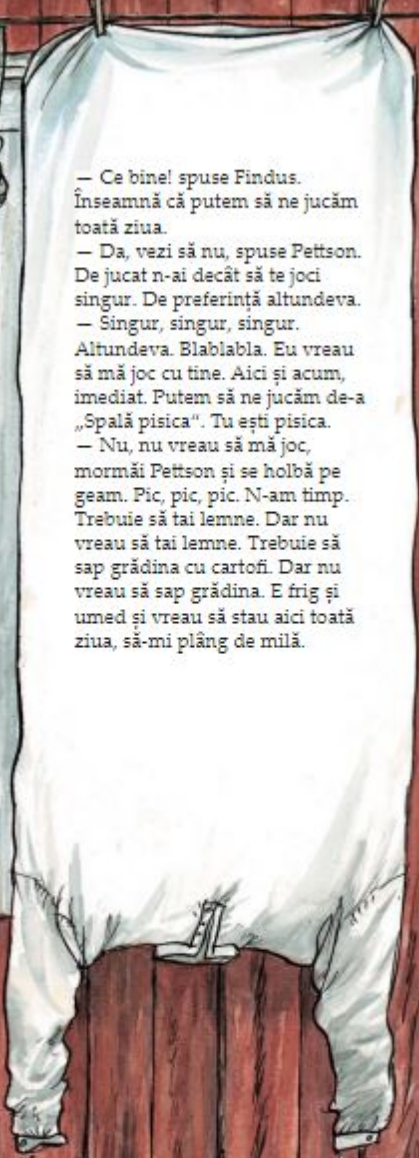 — Ce bine! spuse Findus.
Înseamnă că putem să ne jucăm
toată ziua.
— Da, vezi să nu, spuse Pettson.
De jucat n-ai decât să te joci
singur. De preferință altundeva.
— Singur, singur, singur.
Altundeva. Blablabla. Eu vreau
să mă joc cu tine. Aici și acum,
imediat. Putem să ne jucăm de-a
„Spală pisica“. Tu ești pisica.
— Nu, nu vreau să mă joc,
mormăi Pettson și se holbă pe
geam. Pic, pic, pic. N-am timp.
Trebuie să tai lemne. Dar nu
vreau să tai lemne. Trebuie să
sap grădina cu cartofi. Dar nu
vreau să sap grădina. E frig și
umed și vreau să stau aici toată
ziua, să-mi plâng de milă.